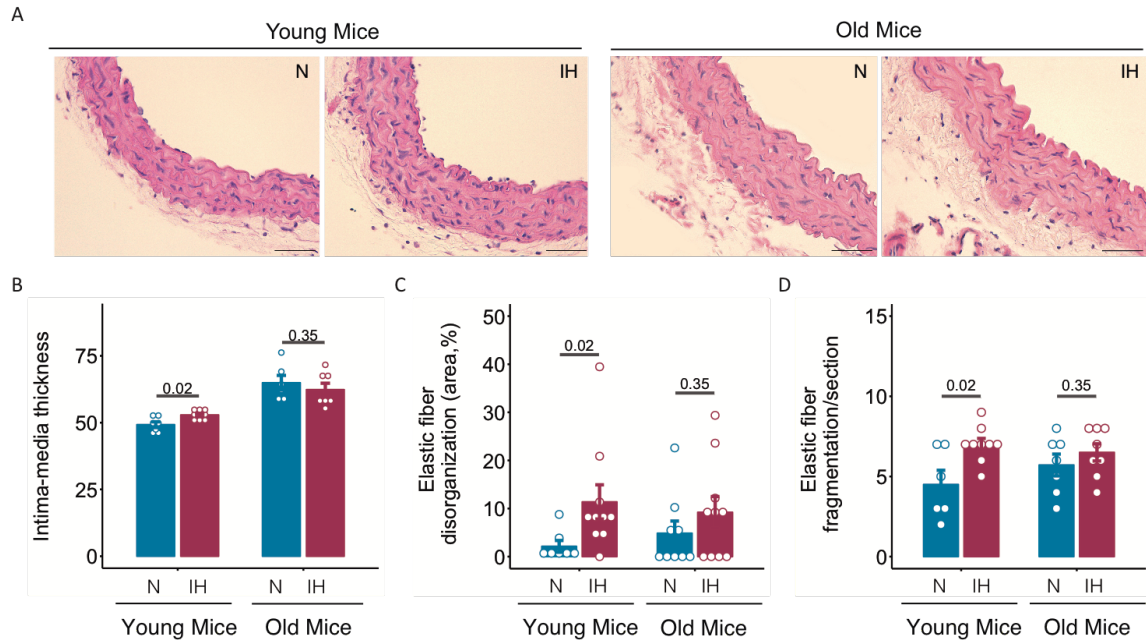 A
Young Mice
Old Mice
N
IH
N
IH
B
C
D
Intima-media thickness
75
50
25
0
0.02
0.35
N IH N IH
Young Mice Old Mice
Elastic fiber
disorganization (area,%)
50
40
30
20
10
0
0.02
0.35
N IH N IH
Young Mice Old Mice
Elastic fiber
fragmentation/section
15
10
5
0
0.02
0.35
N IH N IH
Young Mice Old Mice